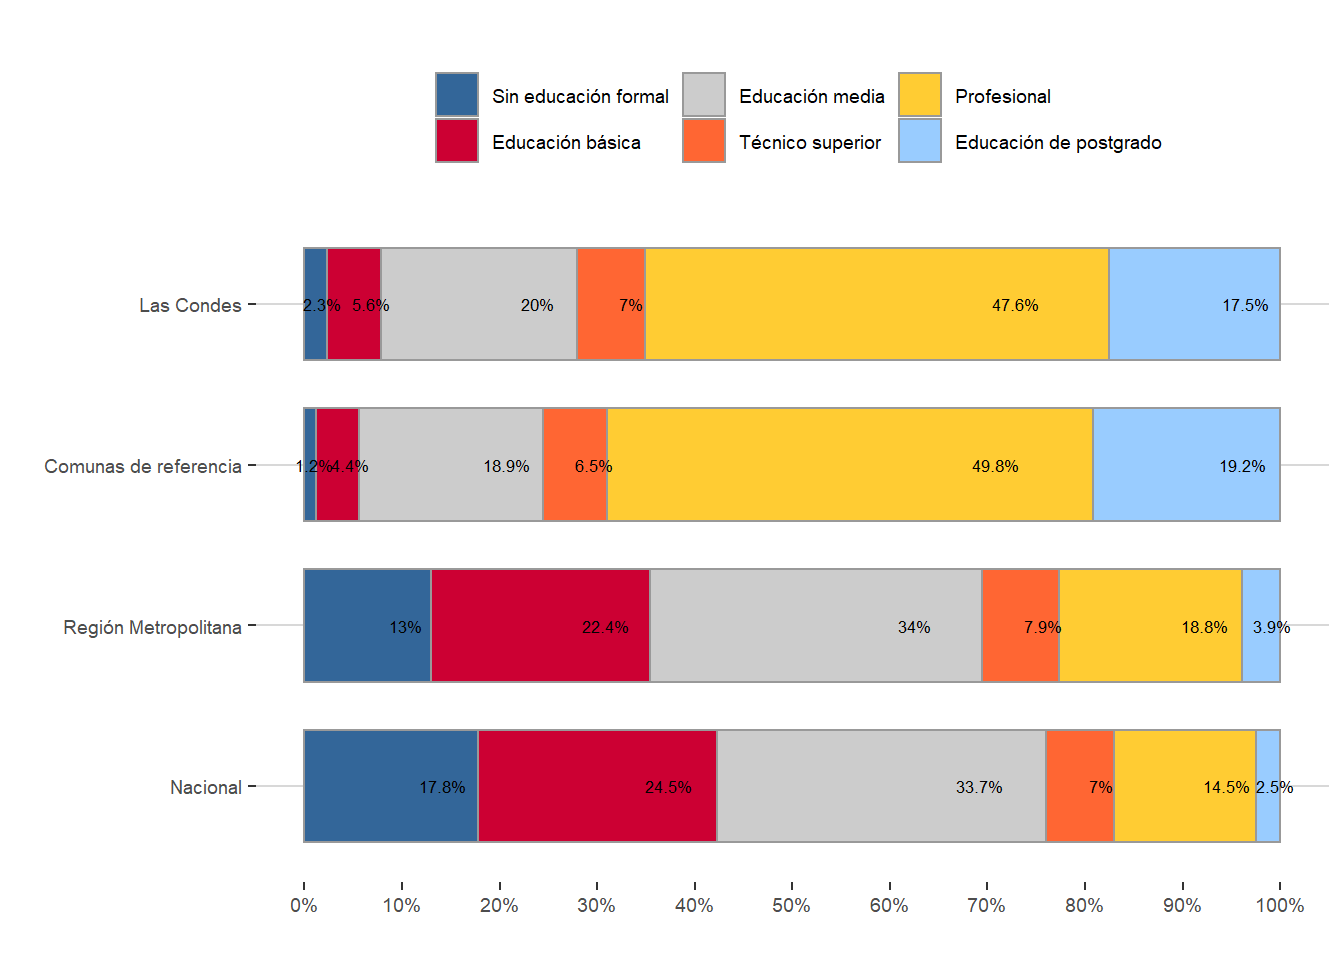 Sin educación formal Educación media Profesional
Educación básica Técnico superior Educación de postgrado
Las Condes 2.3% 5.6% 20% 7% 47.6% 17.5%
Comunas de referencia 1.2% 4.4% 18.9% 6.5% 49.8% 19.2%
Región Metropolitana 13% 22.4% 34% 7.9% 18.8% 3.9%
Nacional 17.8% 24.5% 33.7% 7% 14.5% 2.5%
0% 10% 20% 30% 40% 50% 60% 70% 80% 90% 100%